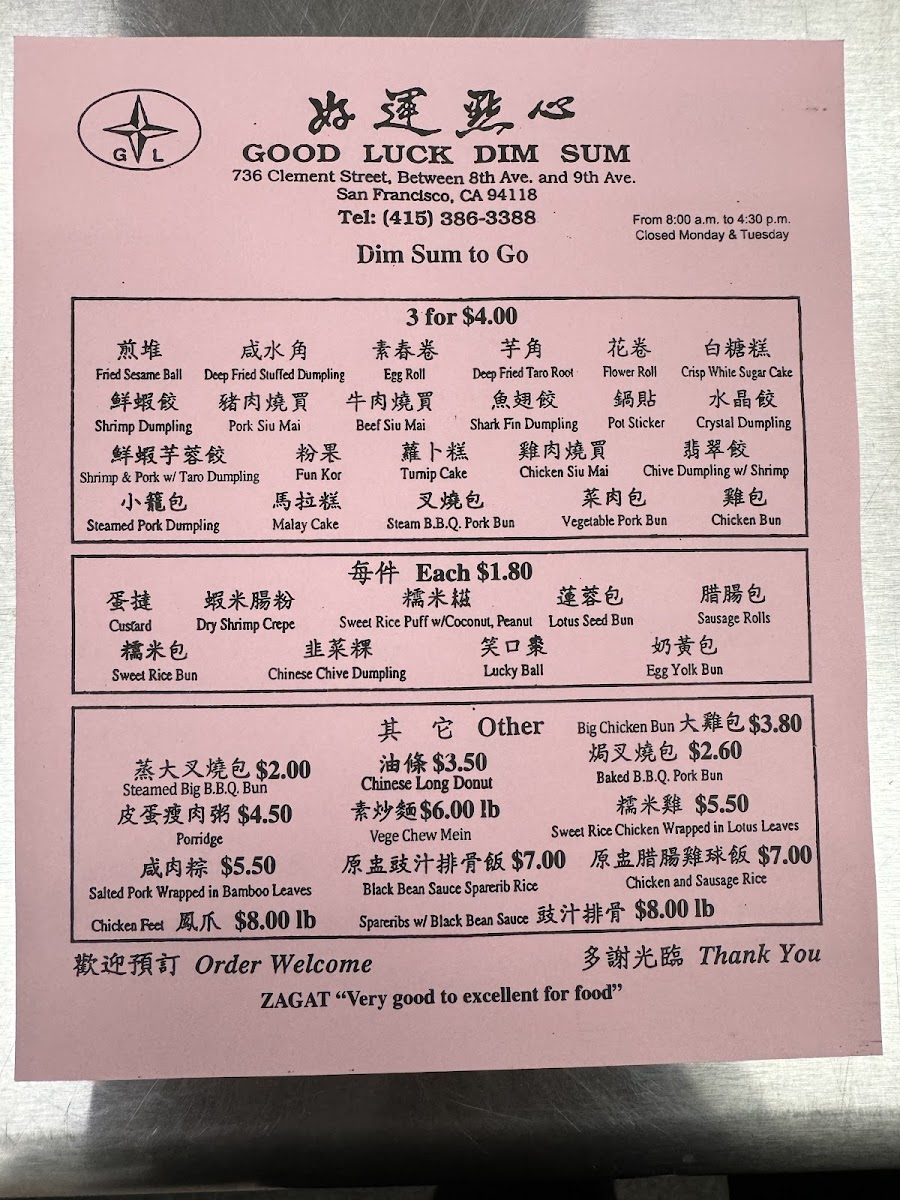 好運點心
G L
GOOD LUCK DIM SUM
736 Clement Street, Between 8th Ave. and 9th Ave.
San Francisco, CA 94118
Tel: (415) 386-3388
From 8:00 a.m. to 4:30 p.m.
Closed Monday & Tuesday
Dim Sum to Go
3 for $4.00
煎堆 咸水角 素春卷 芋角 花卷 白糖糕
Fried Sesame Ball Deep Fried Stuffed Dumpling Egg Roll Deep Fried Taro Root Flower Roll Crisp White Sugar Cake
鮮蝦餃 豬肉燒買 牛肉燒買 魚翅餃 鍋貼 水晶餃
Shrimp Dumpling Pork Siu Mai Beef Siu Mai Shark Fin Dumpling Pot Sticker Crystal Dumpling
鮮蝦芋蓉餃 粉果 蘿卜糕 雞肉燒買 翡翠餃
Shrimp & Pork w/ Taro Dumpling Fun Kor Turnip Cake Chicken Siu Mai Chive Dumpling w/ Shrimp
小籠包 馬拉糕 叉燒包 菜肉包 雞包
Steamed Pork Dumpling Malay Cake Steam B.B.Q. Pork Bun Vegetable Pork Bun Chicken Bun
每件 Each $1.80
蛋撻 蝦米腸粉 糯米糍 蓮蓉包 腊腸包
Custard Dry Shrimp Crepe Sweet Rice Puff w/Coconut, Peanut Lotus Seed Bun Sausage Rolls
糯米包 韭菜粿 笑口棗 奶黃包
Sweet Rice Bun Chinese Chive Dumpling Lucky Ball Egg Yolk Bun
其它 Other
Big Chicken Bun 大雞包 $3.80
蒸大叉燒包 $2.00 油條 $3.50 焗叉燒包 $2.60
Steamed Big B.B.Q. Bun Chinese Long Donut Baked B.B.Q. Pork Bun
皮蛋瘦肉粥 $4.50 素炒麵 $6.00 lb 糯米雞 $5.50
Porridge Vege Chew Mein Sweet Rice Chicken Wrapped in Lotus Leaves
咸肉粽 $5.50 原盅豉汁排骨飯 $7.00 原盅腊腸雞球飯 $7.00
Salted Pork Wrapped in Bamboo Leaves Black Bean Sauce Sparerib Rice Chicken and Sausage Rice
Chicken Feet 鳳爪 $8.00 lb Spareribs w/ Black Bean Sauce 豉汁排骨 $8.00 lb
歡迎預訂 Order Welcome 多謝光臨 Thank You
ZAGAT “Very good to excellent for food”